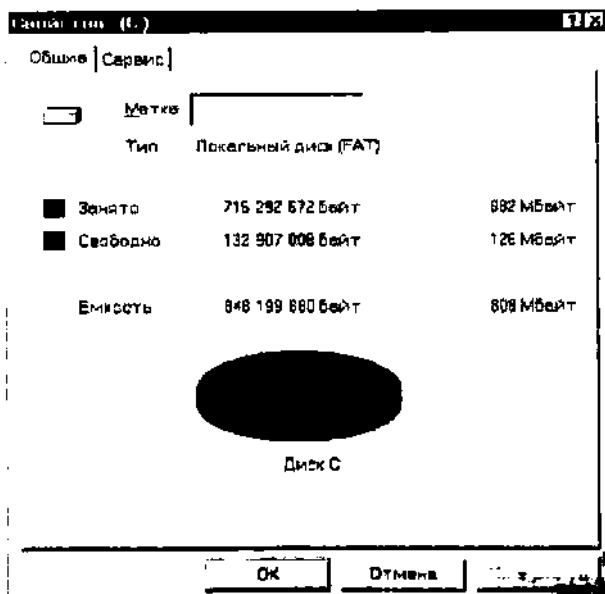 Свойства: (C:)
Общие Сервис
Метка
Тип Локальный диск (FAT)
Занято 715 292 672 байт 682 Мбайт
Свободно 132 907 008 байт 126 Мбайт
Емкость 848 199 680 байт 808 Мбайт
Диск C
OK Отмена